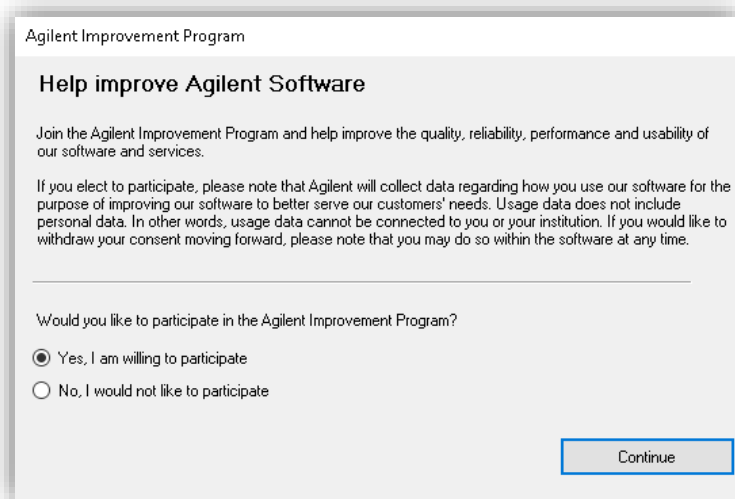 Agilent Improvement Program
Help improve Agilent Software
Join the Agilent Improvement Program and help improve the quality, reliability, performance and usability of
our software and services.
If you elect to participate, please note that Agilent will collect data regarding how you use our software for the
purpose of improving our software to better serve our customers' needs. Usage data does not include
personal data. In other words, usage data cannot be connected to you or your institution. If you would like to
withdraw your consent moving forward, please note that you may do so within the software at any time.
Would you like to participate in the Agilent Improvement Program?
Yes, I am willing to participate
No, I would not like to participate
Continue